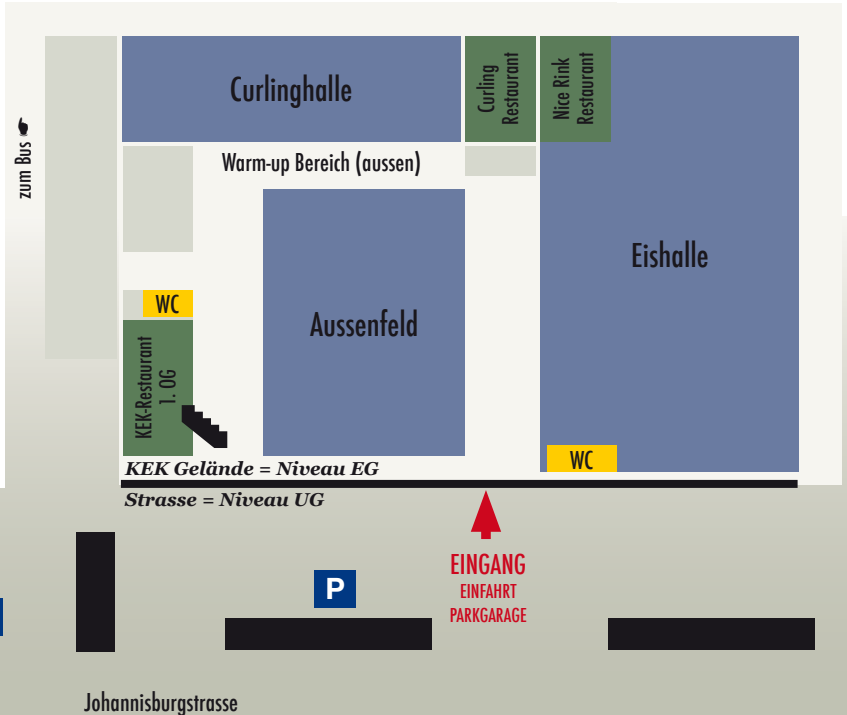 Curlinghalle
Curling
Restaurant
Nice Rink
Restaurant
zum Bus
Warm-up Bereich (aussen)
Eishalle
WC
Aussenfeld
KEK-Restaurant
1. OG
WC
KEK Gelände = Niveau EG
Strasse = Niveau UG
EINGANG
EINFAHRT
PARKGARAGE
P
Johannisburgstrasse